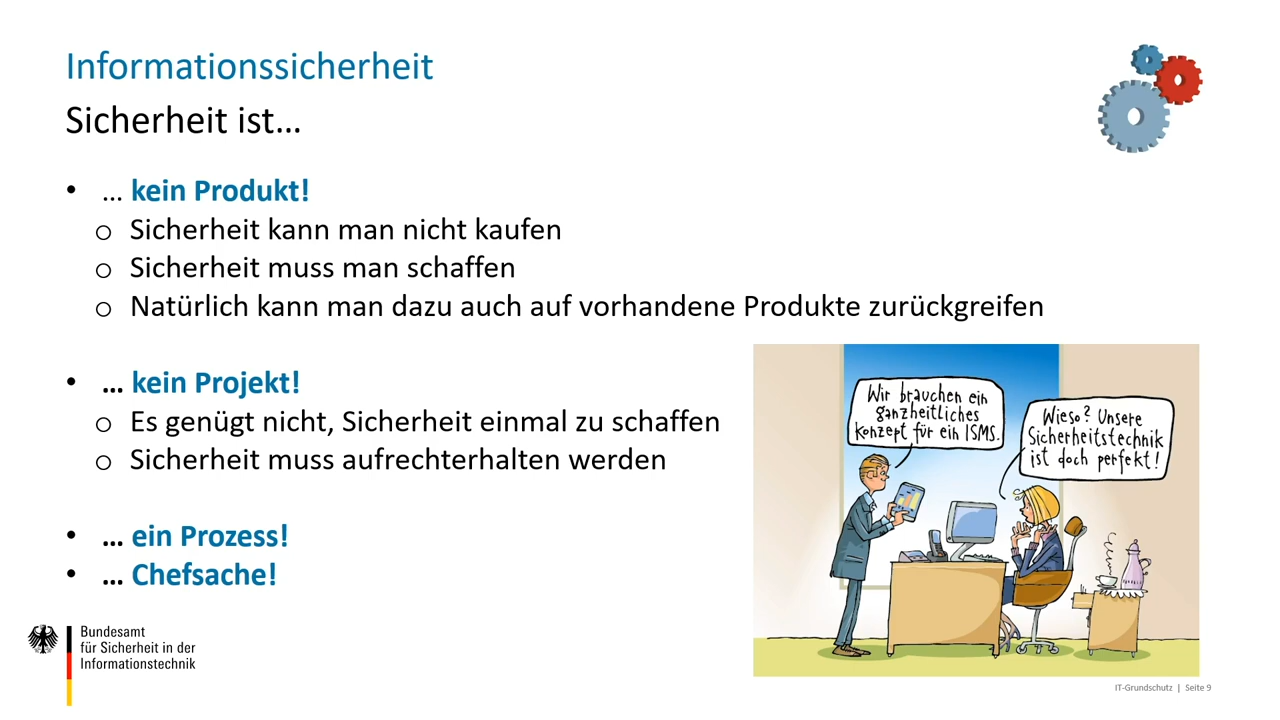 Informationssicherheit
Sicherheit ist...
• ... kein Produkt!
o Sicherheit kann man nicht kaufen
o Sicherheit muss man schaffen
o Natürlich kann man dazu auch auf vorhandene Produkte zurückgreifen
• ... kein Projekt!
o Es genügt nicht, Sicherheit einmal zu schaffen
o Sicherheit muss aufrechterhalten werden
• ... ein Prozess!
• ... Chefsache!
Wir brauchen ein
ganzheitliches
Konzept für ein ISMS.
Wieso? Unsere
Sicherheitstechnik
ist doch perfekt!
Bundesamt
für Sicherheit in der
Informationstechnik
IT-Grundschutz | Seite 9